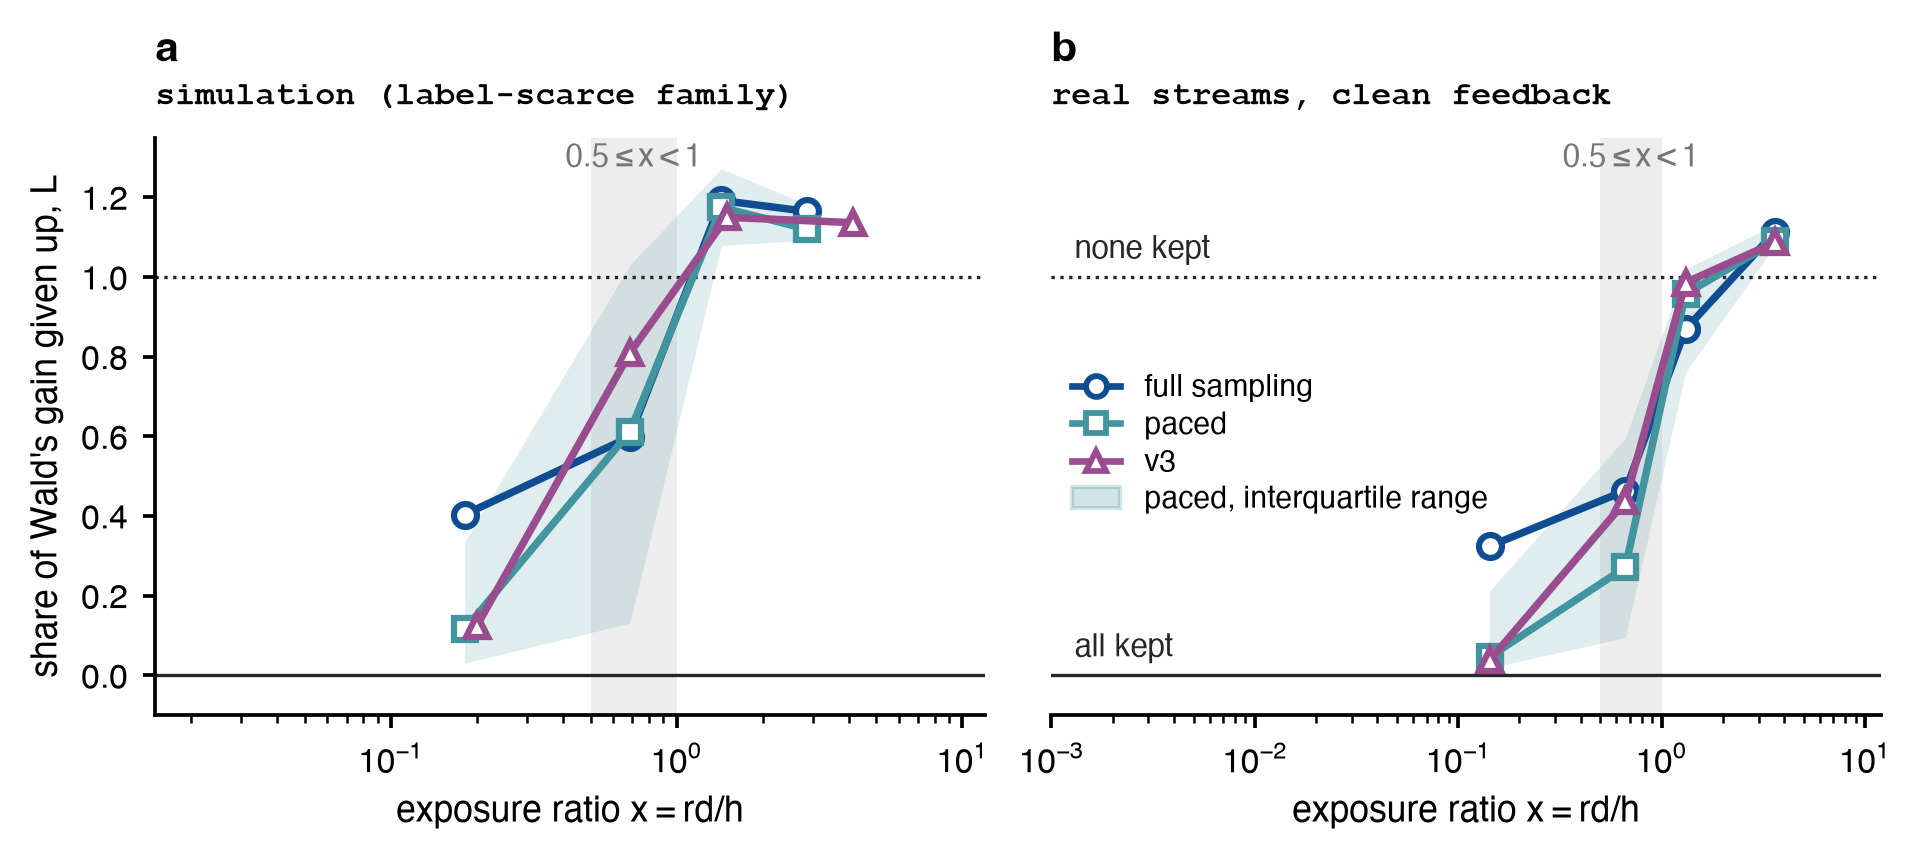 a
simulation (label-scarce family)
0.5 ≤ x < 1
share of Wald's gain given up, L
1.2
1.0
0.8
0.6
0.4
0.2
0.0
10⁻¹
10⁰
10¹
exposure ratio x = rd/h
b
real streams, clean feedback
0.5 ≤ x < 1
none kept
full sampling
paced
v3
paced, interquartile range
all kept
10⁻³
10⁻²
10⁻¹
10⁰
10¹
exposure ratio x = rd/h